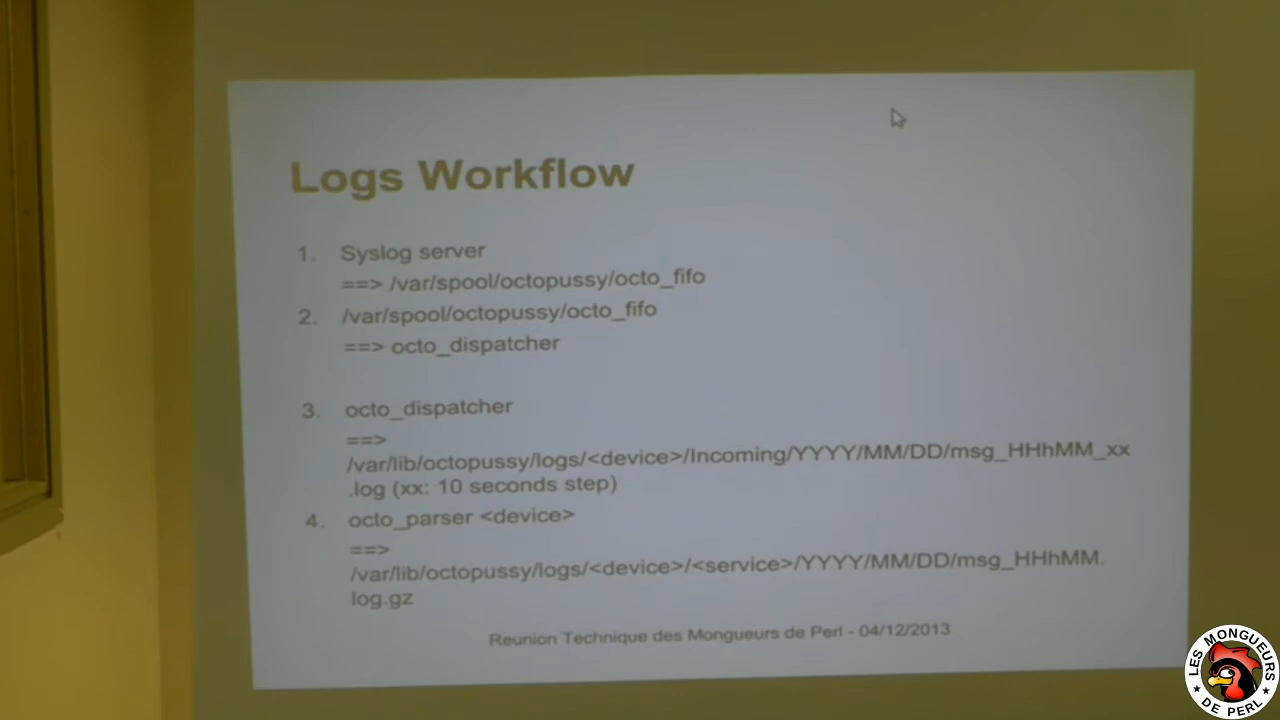 Logs Workflow
1. Syslog server
==> /var/spool/octopussy/octo_fifo
2. /var/spool/octopussy/octo_fifo
==> octo_dispatcher
3. octo_dispatcher
==>
/var/lib/octopussy/logs/<device>/Incoming/YYYY/MM/DD/msg_HHhMM_xx
.log (xx: 10 seconds step)
4. octo_parser <device>
==>
/var/lib/octopussy/logs/<device>/<service>/YYYY/MM/DD/msg_HHhMM.
log.gz
Reunion Technique des Mongueurs de Perl - 04/12/2013
LES MONGUEURS
DE PERL